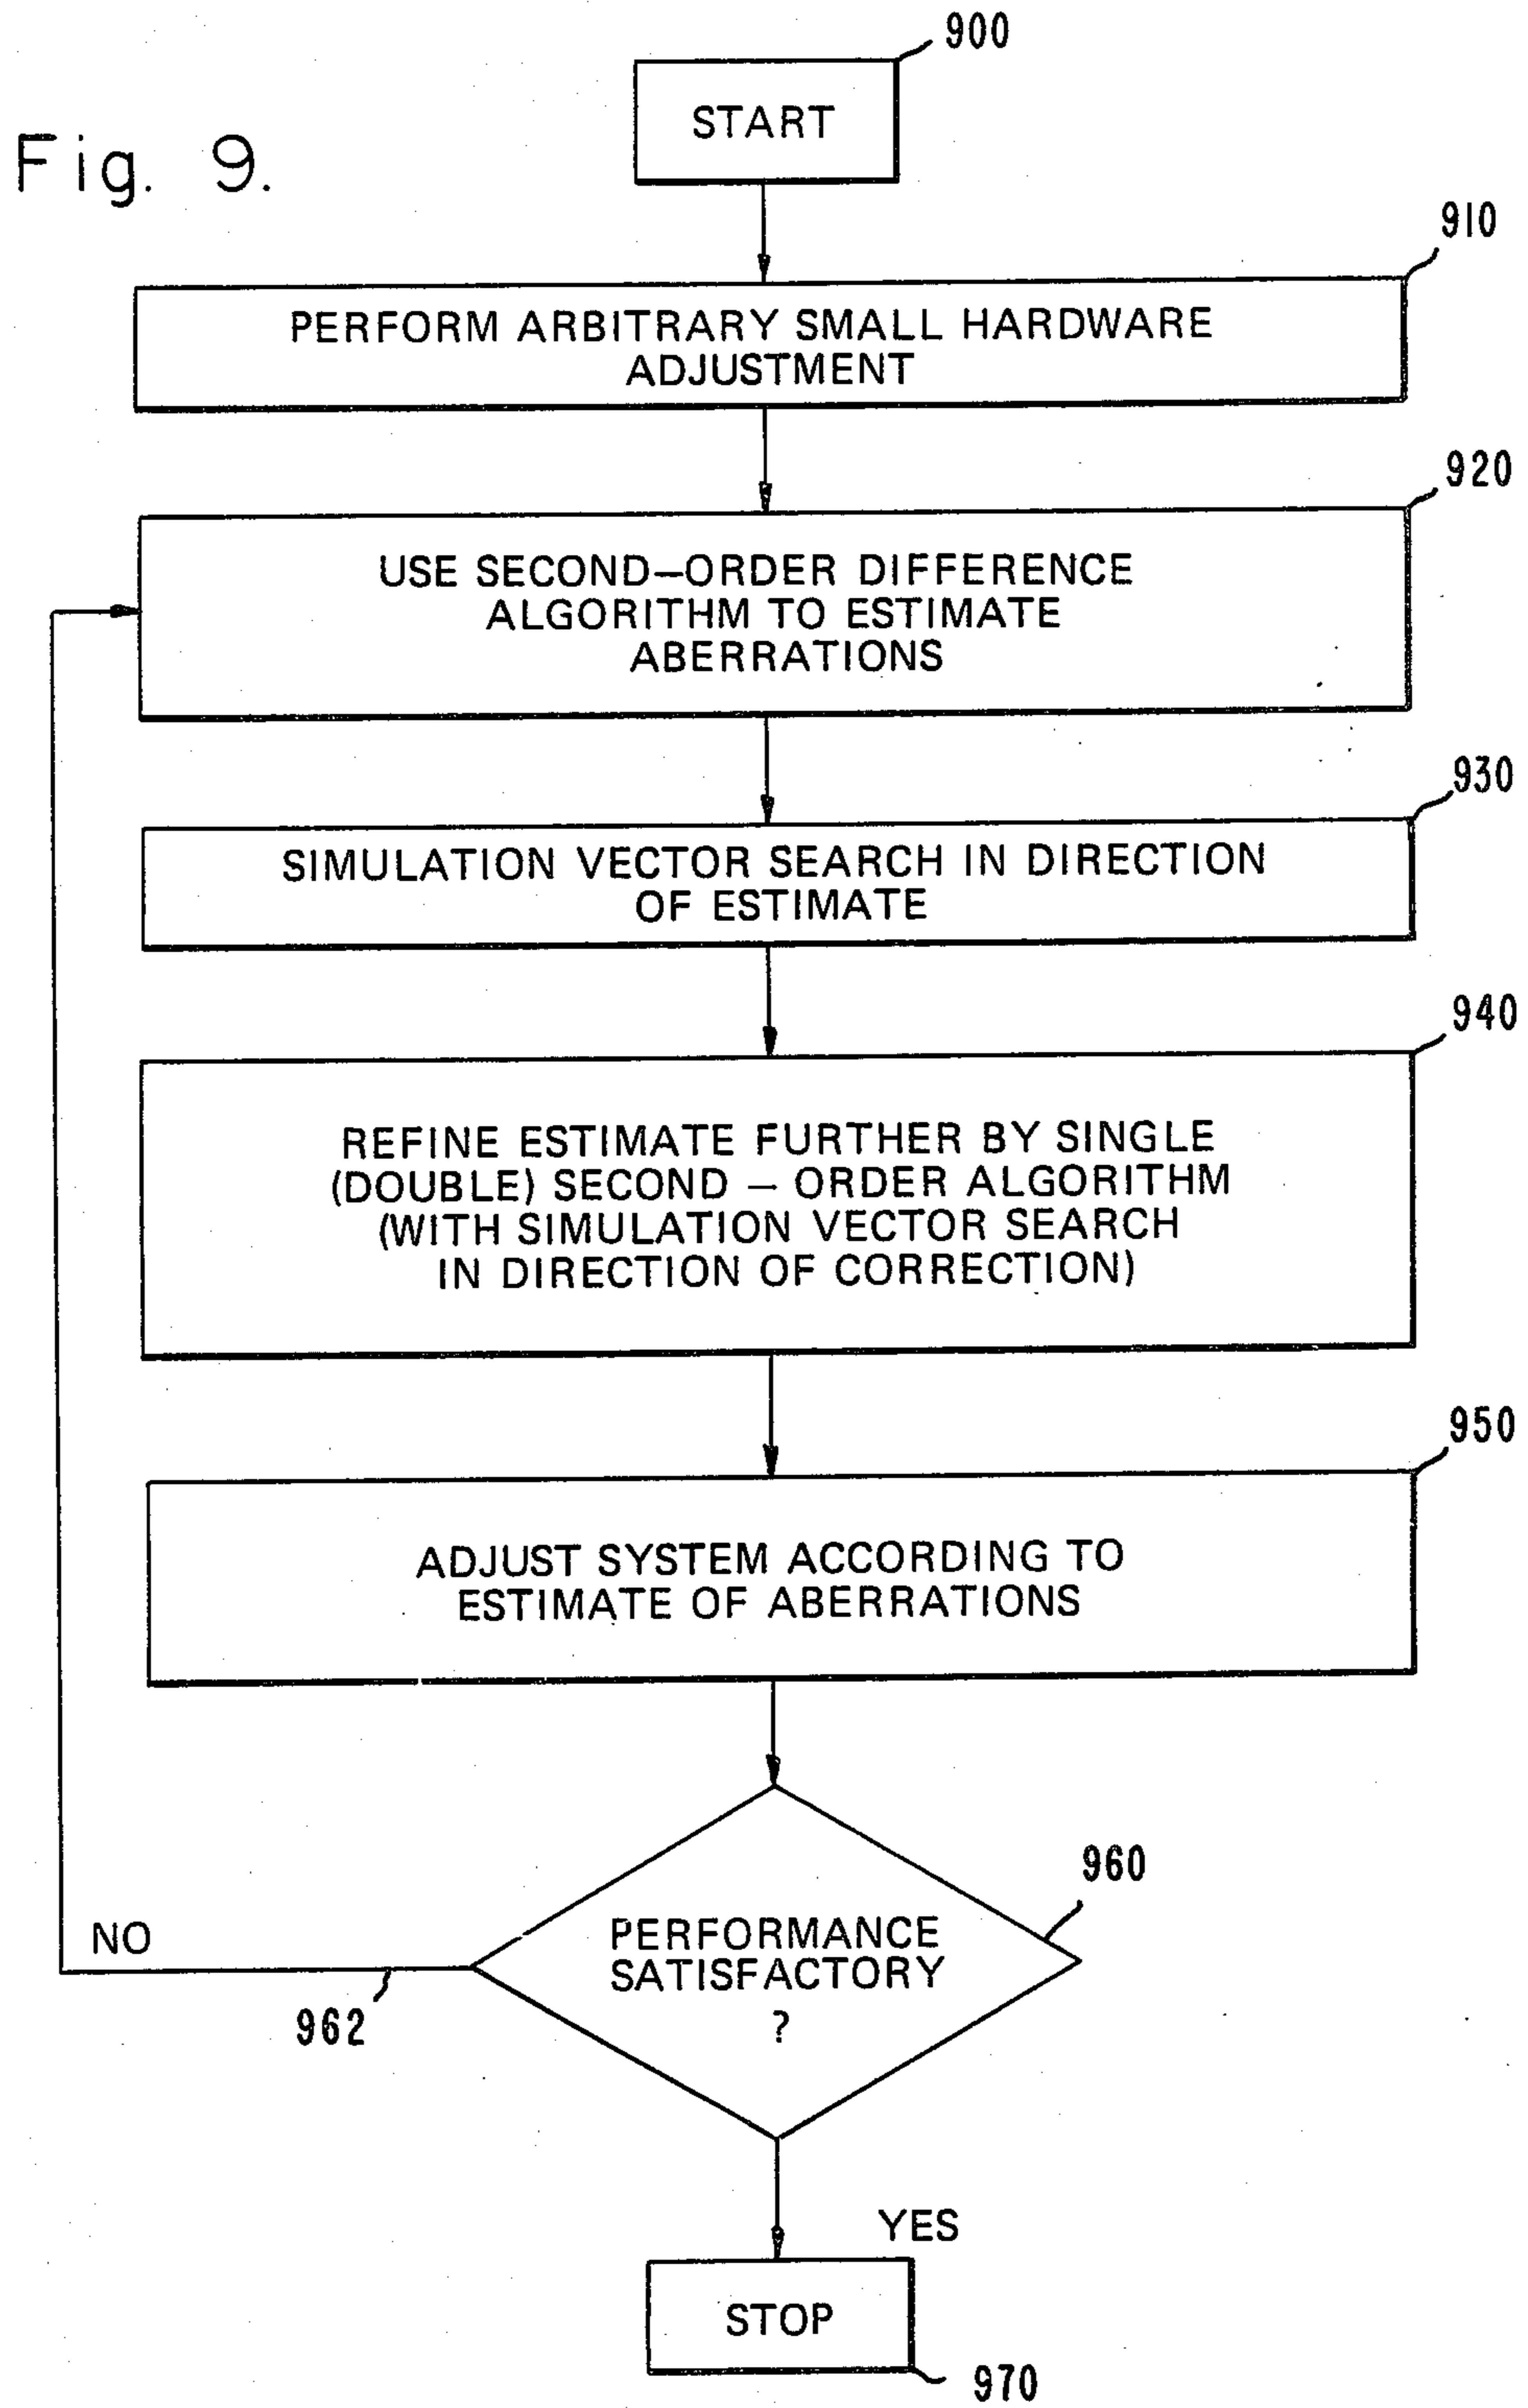 900
START
Fig. 9.
910
PERFORM ARBITRARY SMALL HARDWARE
ADJUSTMENT
920
USE SECOND—ORDER DIFFERENCE
ALGORITHM TO ESTIMATE
ABERRATIONS
930
SIMULATION VECTOR SEARCH IN DIRECTION
OF ESTIMATE
940
REFINE ESTIMATE FURTHER BY SINGLE
(DOUBLE) SECOND — ORDER ALGORITHM
(WITH SIMULATION VECTOR SEARCH
IN DIRECTION OF CORRECTION)
950
ADJUST SYSTEM ACCORDING TO
ESTIMATE OF ABERRATIONS
960
PERFORMANCE
SATISFACTORY
?
NO
962
YES
STOP
970